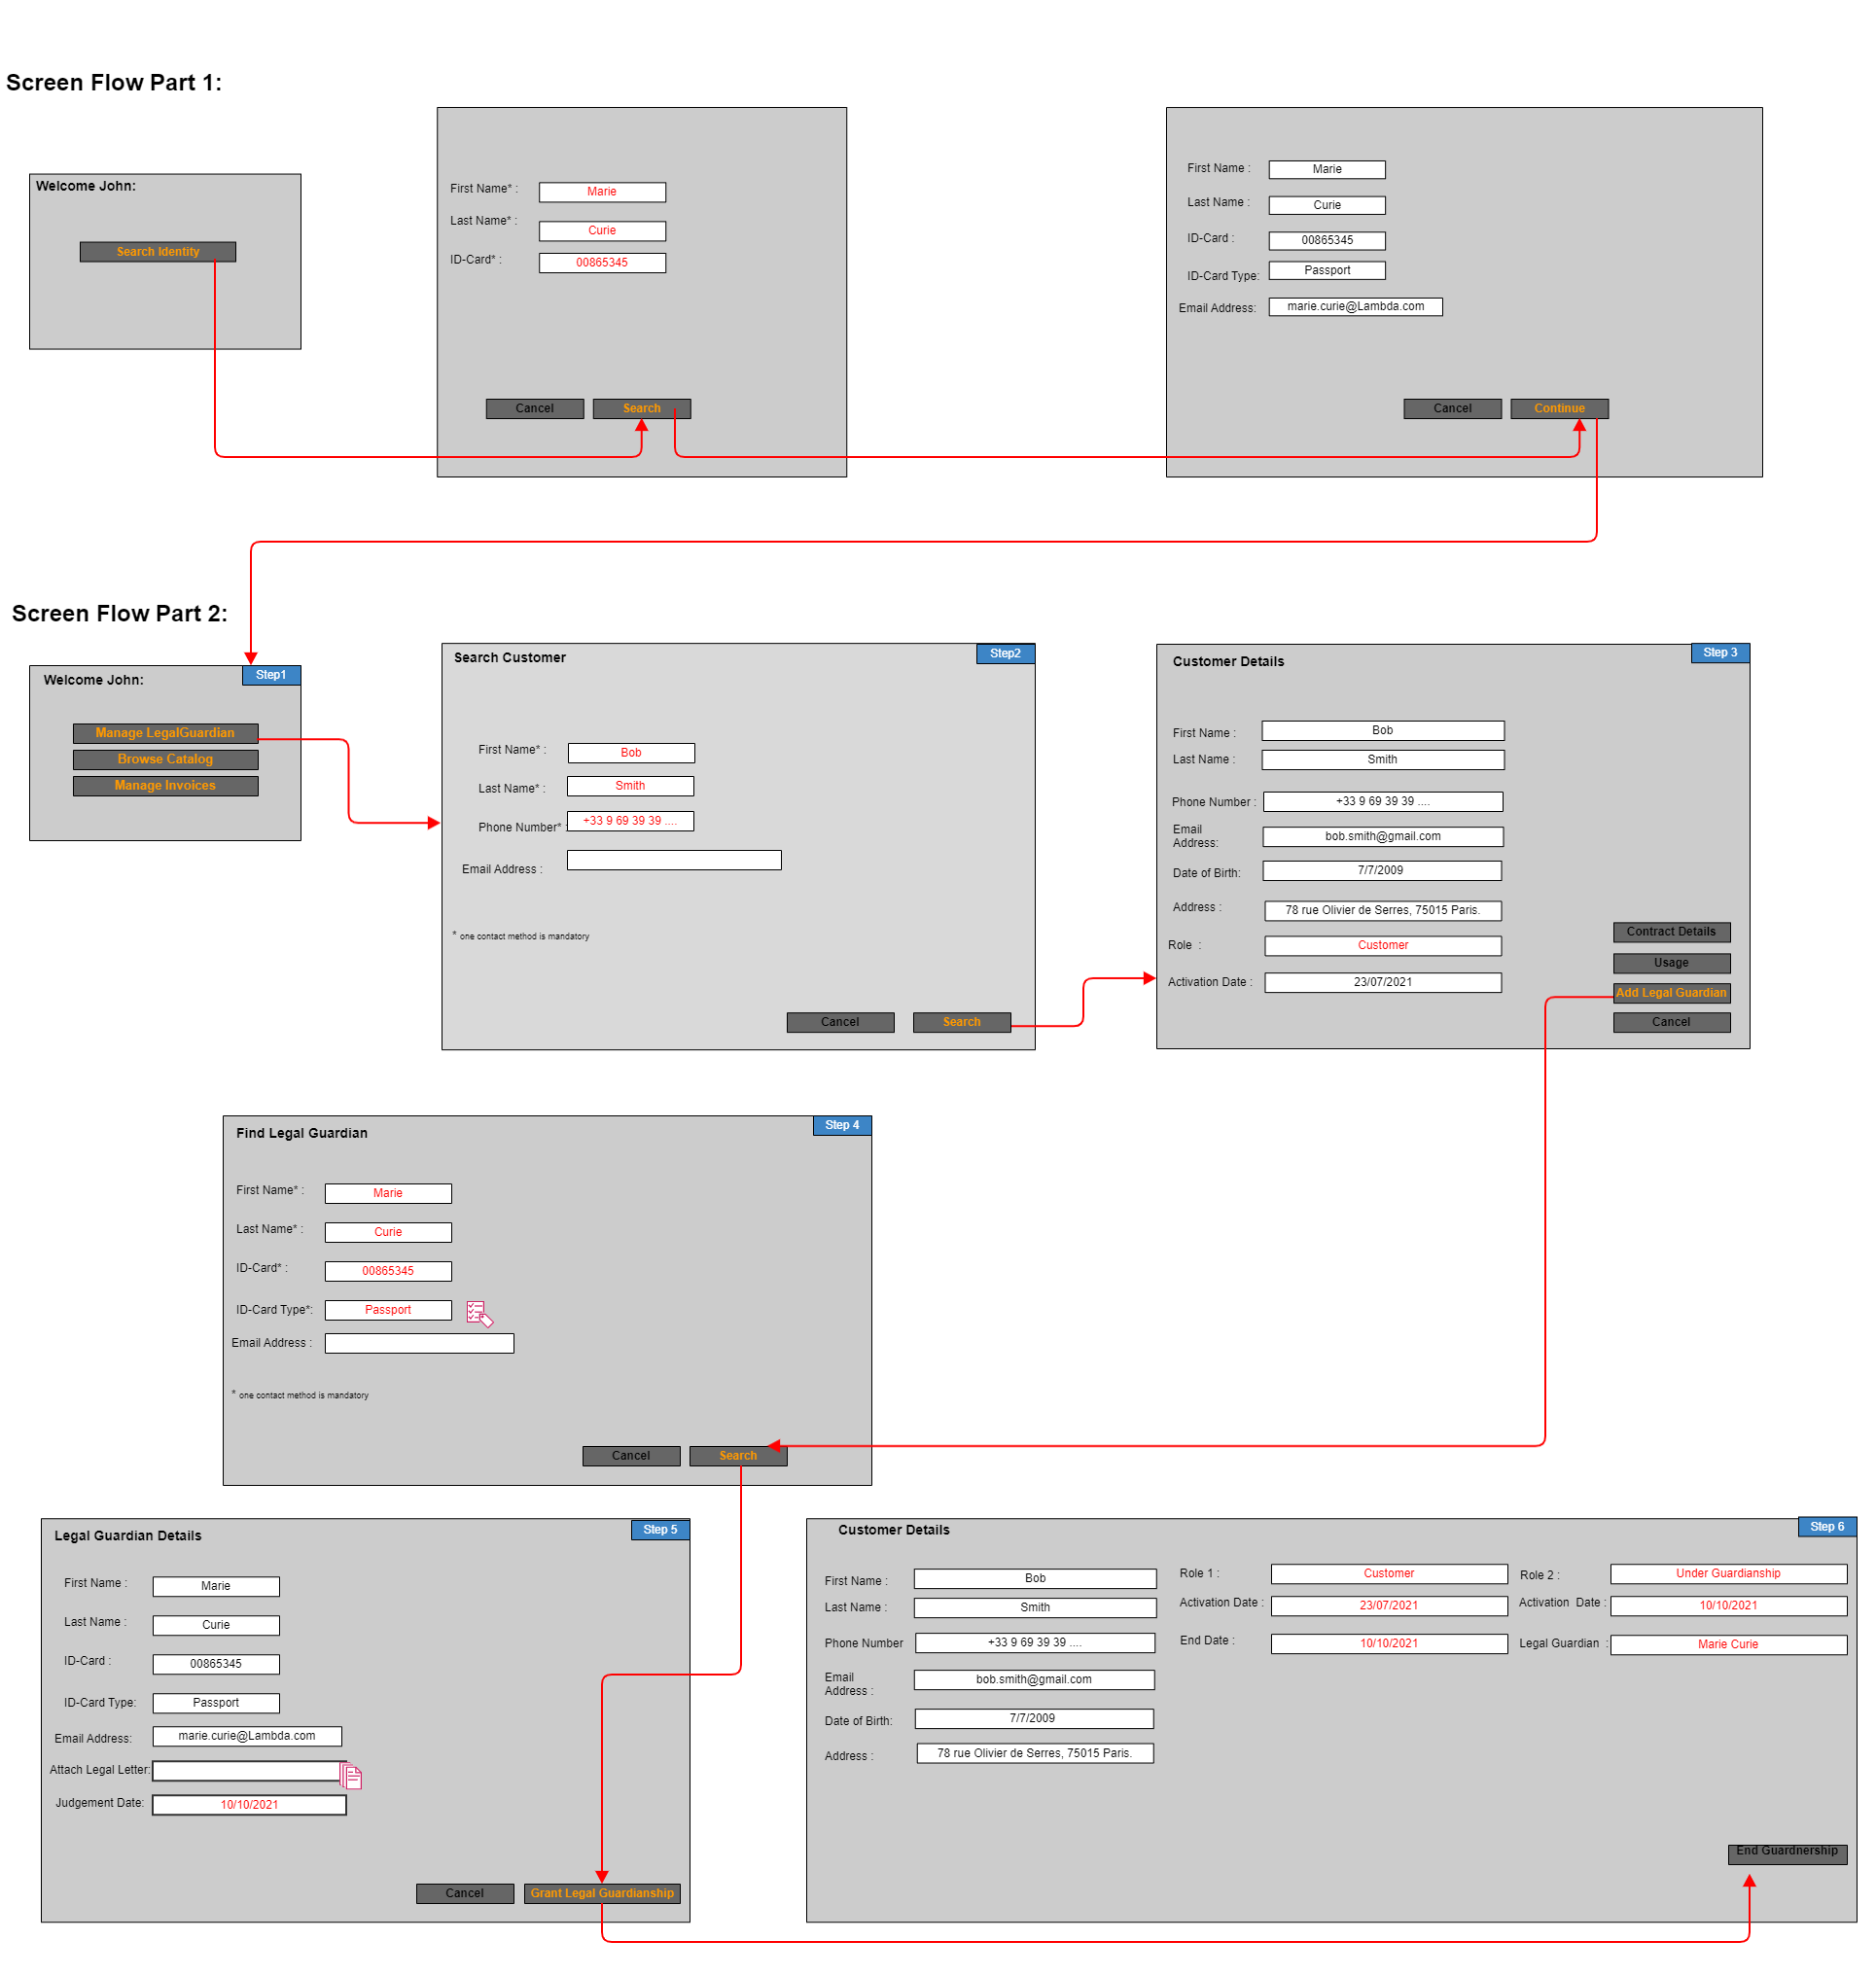 Screen Flow Part 1:
Welcome John:
Search Identity
First Name* :
Marie
Last Name* :
Curie
ID-Card* :
00865345
Cancel
Search
First Name :
Marie
Last Name :
Curie
ID-Card :
00865345
ID-Card Type:
Passport
Email Address:
marie.curie@Lambda.com
Cancel
Continue
Screen Flow Part 2:
Step1
Welcome John:
Manage LegalGuardian
Browse Catalog
Manage Invoices
Step2
Search Customer
First Name* :
Bob
Last Name* :
Smith
Phone Number* :
+33 9 69 39 39 ....
Email Address :
* one contact method is mandatory
Cancel
Search
Step 3
Customer Details
First Name :
Bob
Last Name :
Smith
Phone Number :
+33 9 69 39 39 ....
Email
Address:
bob.smith@gmail.com
Date of Birth:
7/7/2009
Address :
78 rue Olivier de Serres, 75015 Paris.
Role :
Customer
Activation Date :
23/07/2021
Contract Details
Usage
Add Legal Guardian
Cancel
Step 4
Find Legal Guardian
First Name* :
Marie
Last Name* :
Curie
ID-Card* :
00865345
ID-Card Type*:
Passport
Email Address :
* one contact method is mandatory
Cancel
Search
Step 5
Legal Guardian Details
First Name :
Marie
Last Name :
Curie
ID-Card :
00865345
ID-Card Type:
Passport
Email Address:
marie.curie@Lambda.com
Attach Legal Letter:
Judgement Date:
10/10/2021
Cancel
Grant Legal Guardianship
Step 6
Customer Details
First Name :
Bob
Last Name :
Smith
Phone Number
+33 9 69 39 39 ....
Email
Address :
bob.smith@gmail.com
Date of Birth:
7/7/2009
Address :
78 rue Olivier de Serres, 75015 Paris.
Role 1 :
Customer
Activation Date :
23/07/2021
End Date :
10/10/2021
Role 2 :
Under Guardianship
Activation Date :
10/10/2021
Legal Guardian :
Marie Curie
End Guardnership